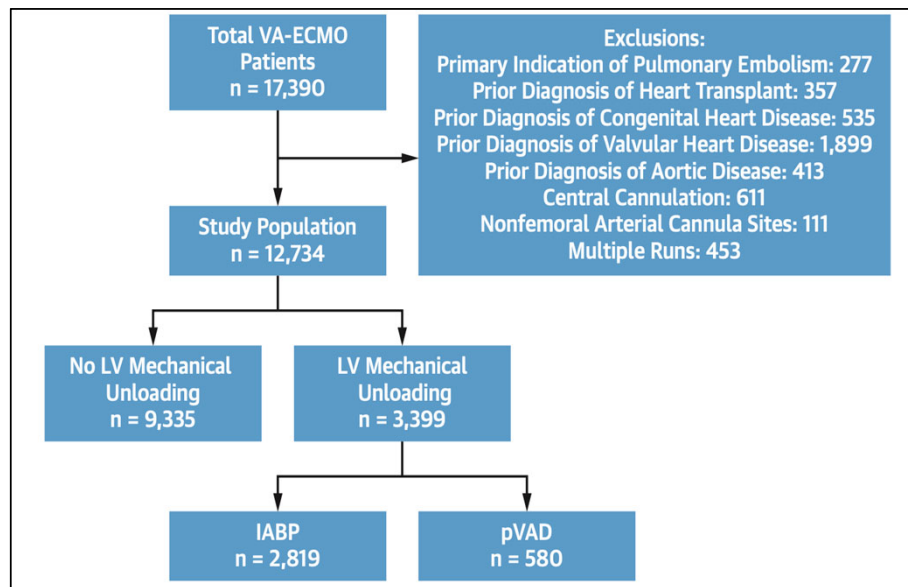 Total VA-ECMO
Patients
n = 17,390
Exclusions:
Primary Indication of Pulmonary Embolism: 277
Prior Diagnosis of Heart Transplant: 357
Prior Diagnosis of Congenital Heart Disease: 535
Prior Diagnosis of Valvular Heart Disease: 1,899
Prior Diagnosis of Aortic Disease: 413
Central Cannulation: 611
Nonfemoral Arterial Cannula Sites: 111
Multiple Runs: 453
Study Population
n = 12,734
No LV Mechanical
Unloading
n = 9,335
LV Mechanical
Unloading
n = 3,399
IABP
n = 2,819
pVAD
n = 580